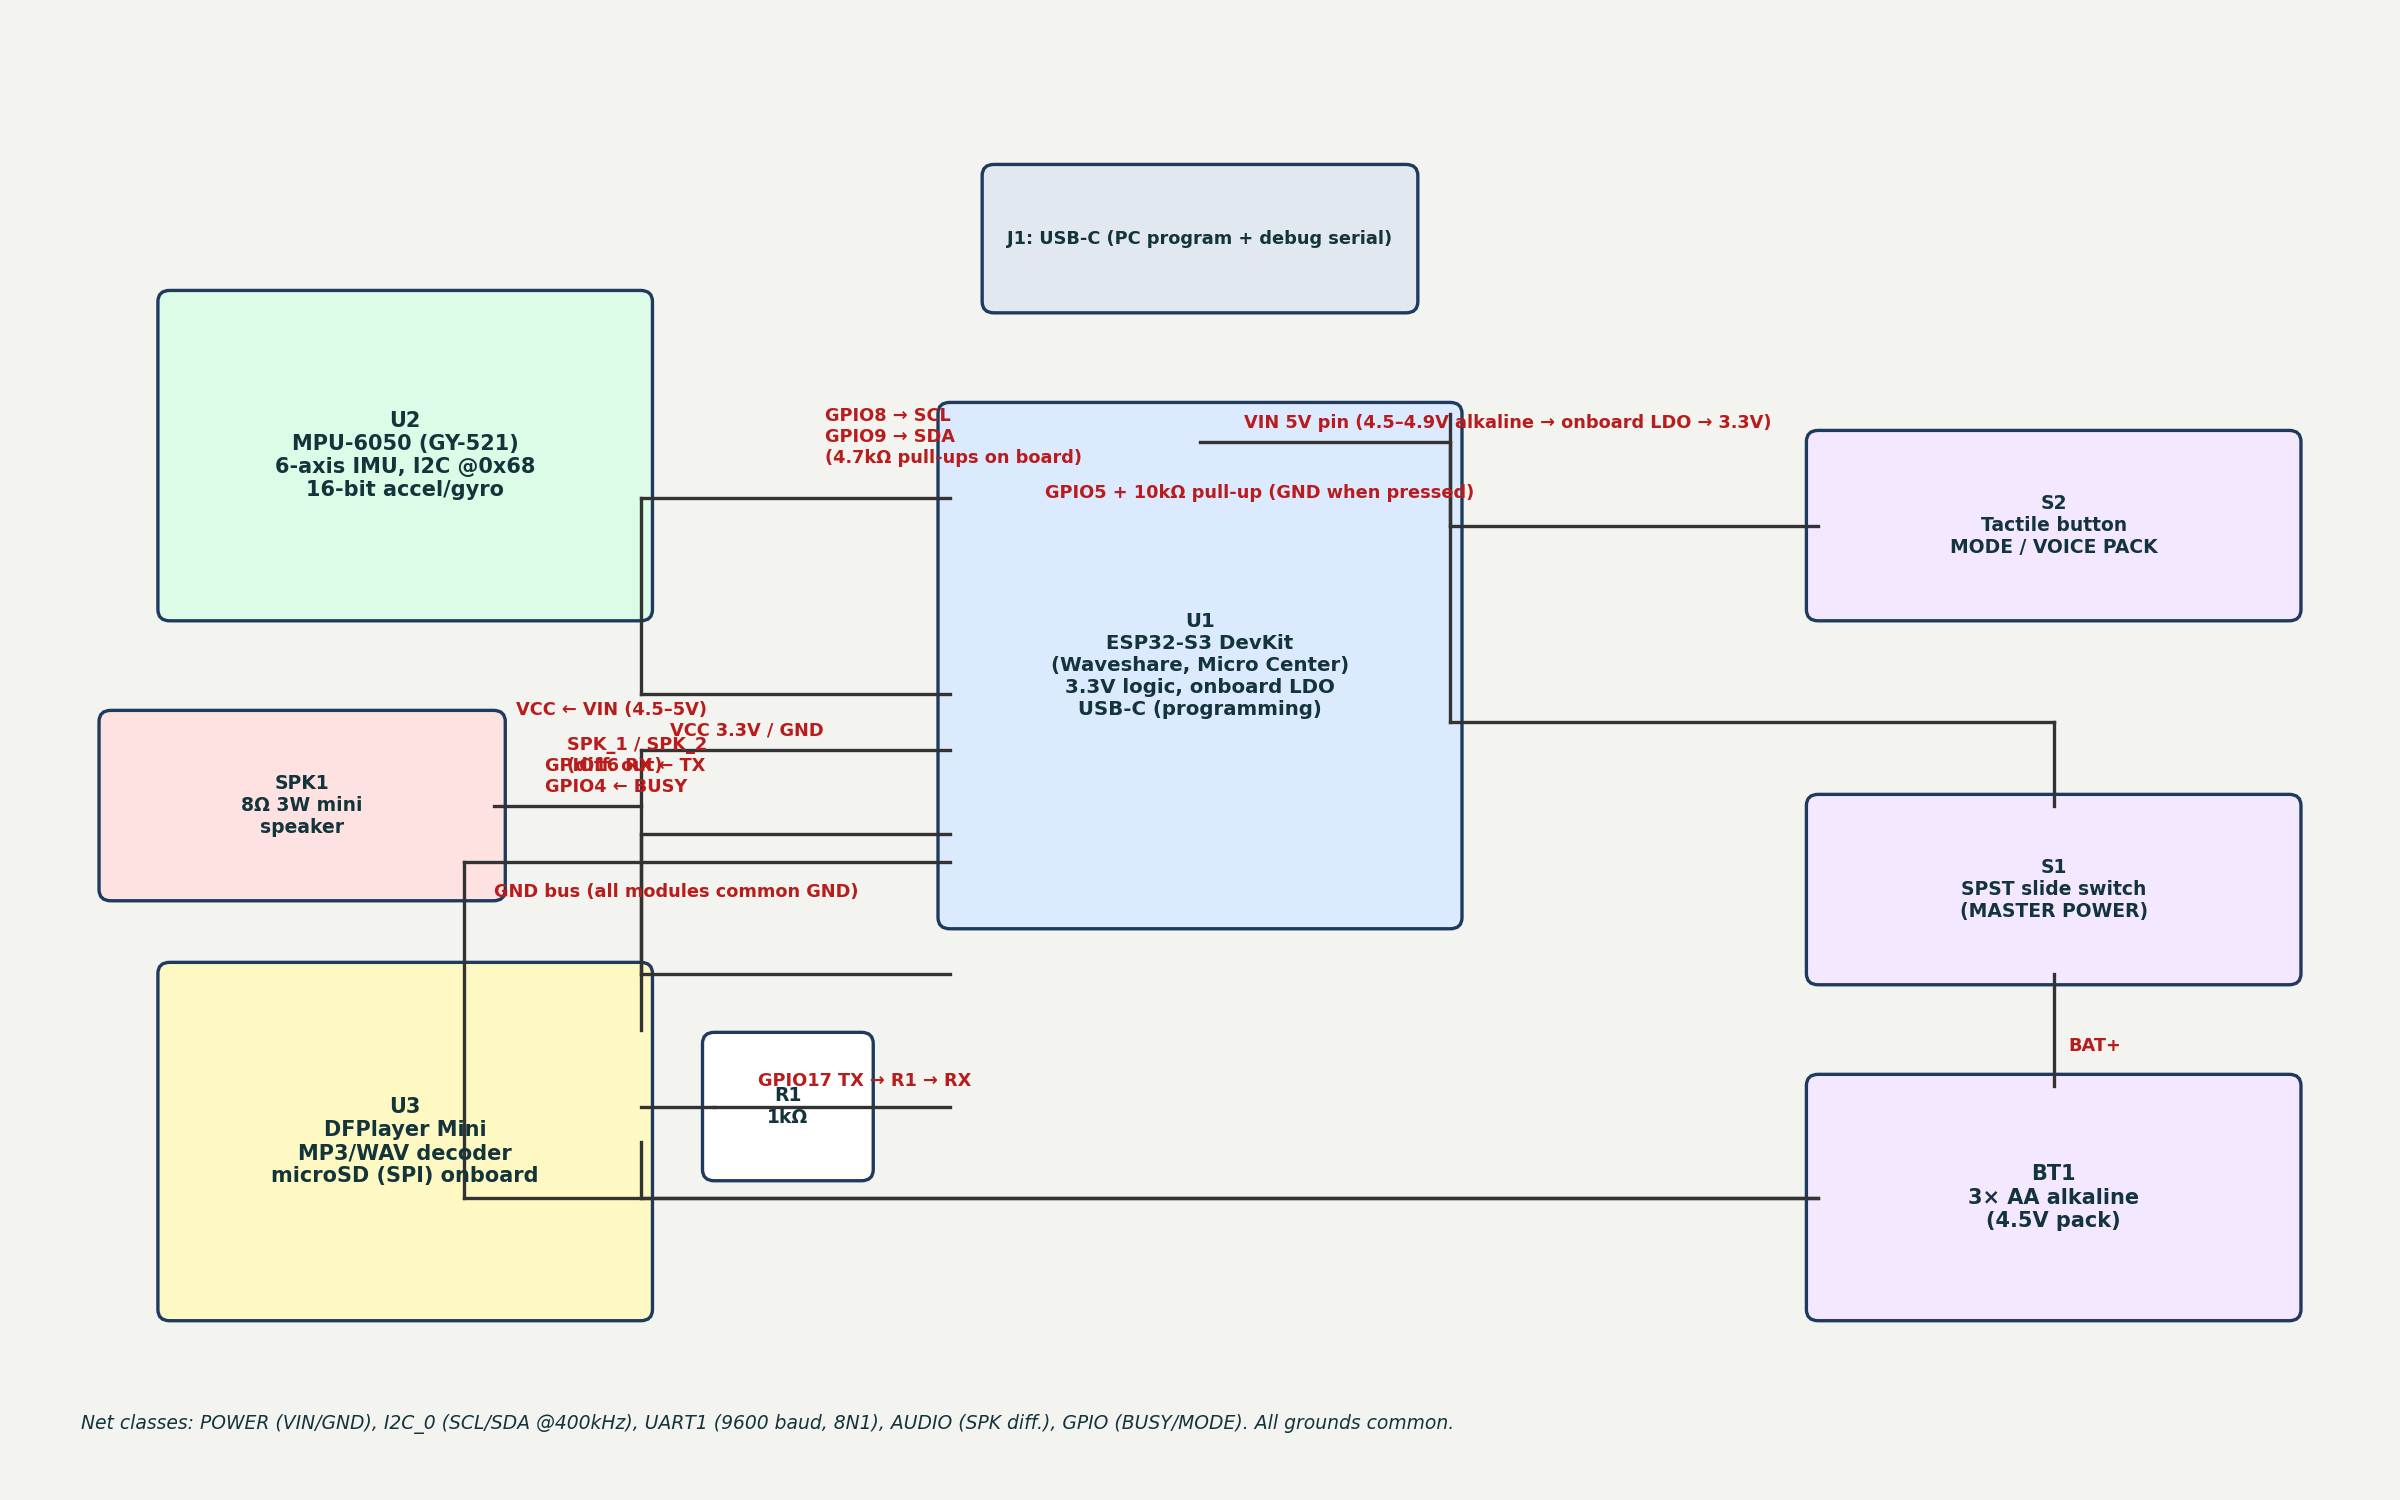 J1: USB-C (PC program + debug serial)
U2
MPU-6050 (GY-521)
6-axis IMU, I2C @0x68
16-bit accel/gyro
GPIO8 → SCL
GPIO9 → SDA
(4.7kΩ pull-ups on board)
VIN 5V pin (4.5–4.9V alkaline → onboard LDO → 3.3V)
GPIO5 + 10kΩ pull-up (GND when pressed)
S2
Tactile button
MODE / VOICE PACK
U1
ESP32-S3 DevKit
(Waveshare, Micro Center)
3.3V logic, onboard LDO
USB-C (programming)
VCC ← VIN (4.5–5V)
VCC 3.3V / GND
SPK_1 / SPK_2
(diff. out)
GPIO16 RX ← TX
GPIO4 ← BUSY
SPK1
8Ω 3W mini
speaker
GND bus (all modules common GND)
S1
SPST slide switch
(MASTER POWER)
BAT+
U3
DFPlayer Mini
MP3/WAV decoder
microSD (SPI) onboard
GPIO17 TX → R1 → RX
R1
1kΩ
BT1
3× AA alkaline
(4.5V pack)
Net classes: POWER (VIN/GND), I2C_0 (SCL/SDA @400kHz), UART1 (9600 baud, 8N1), AUDIO (SPK diff.), GPIO (BUSY/MODE). All grounds common.